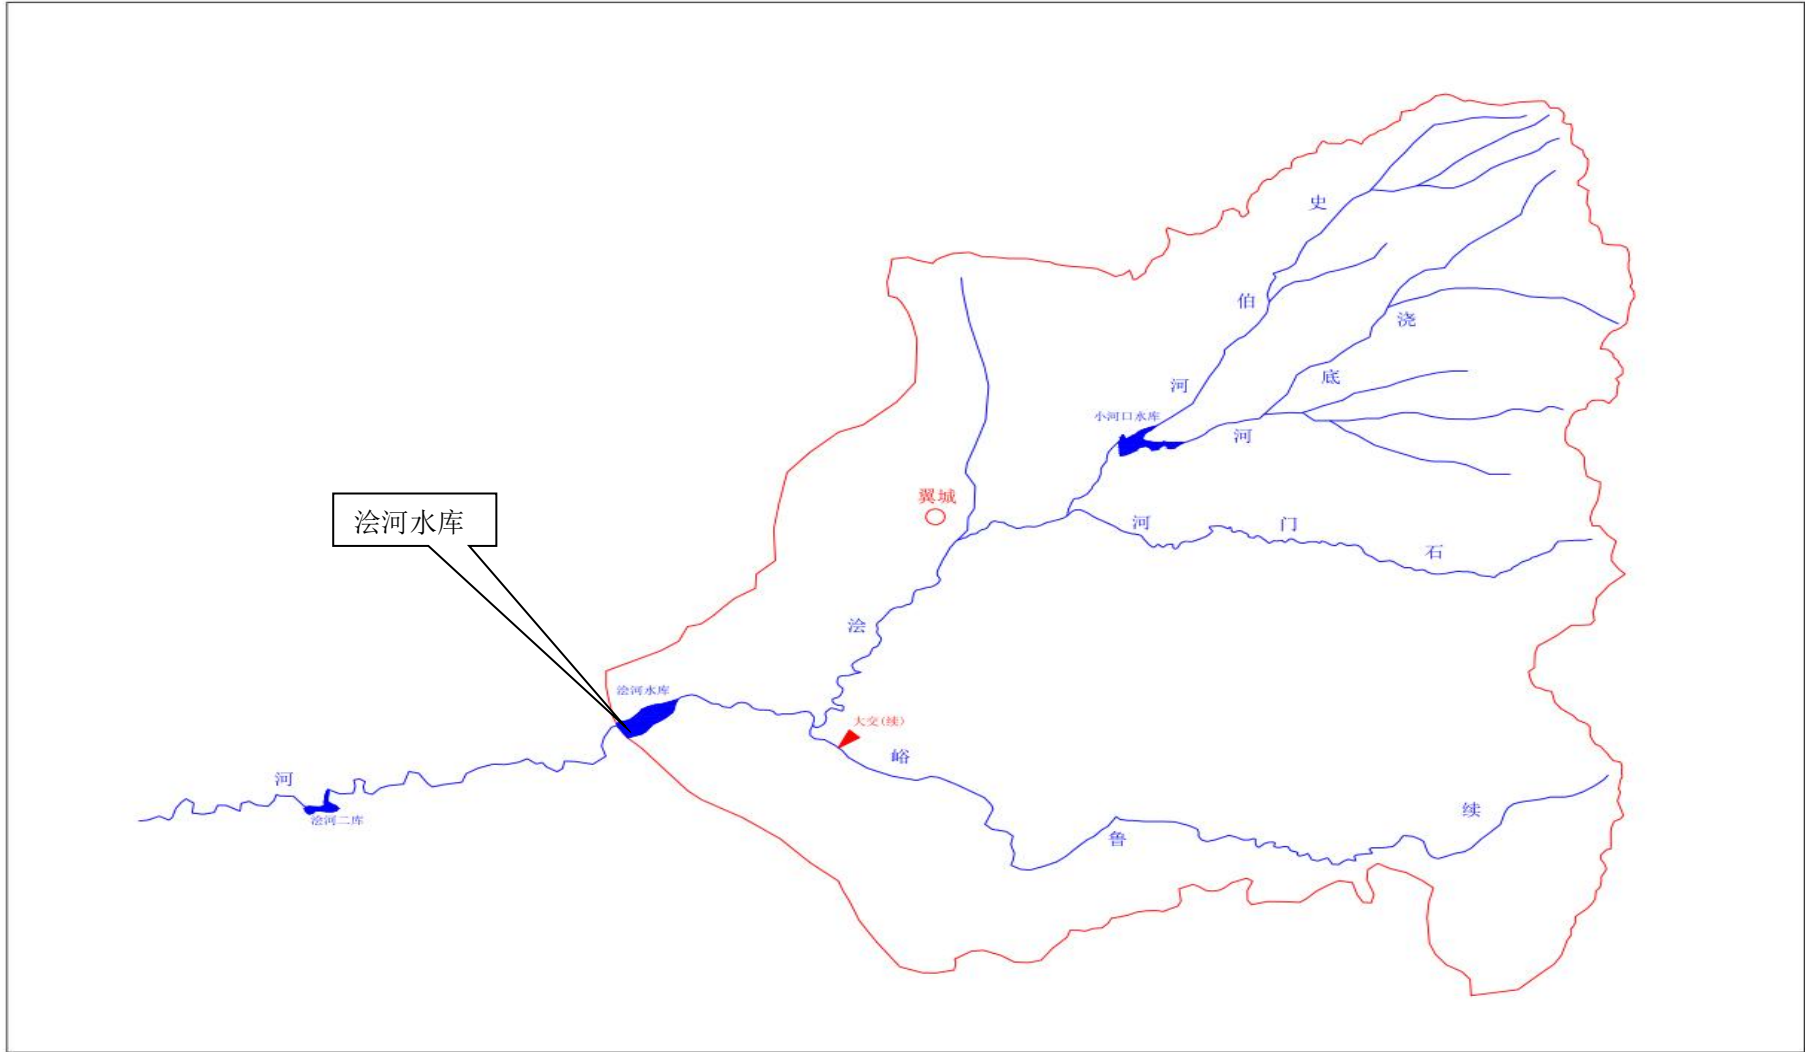 史
伯
河
浇
底
河
小河口水库
翼城
河
门
石
浍河水库
浍
浍河水库
大交(续)
峪
鲁
续
河
浍河二库